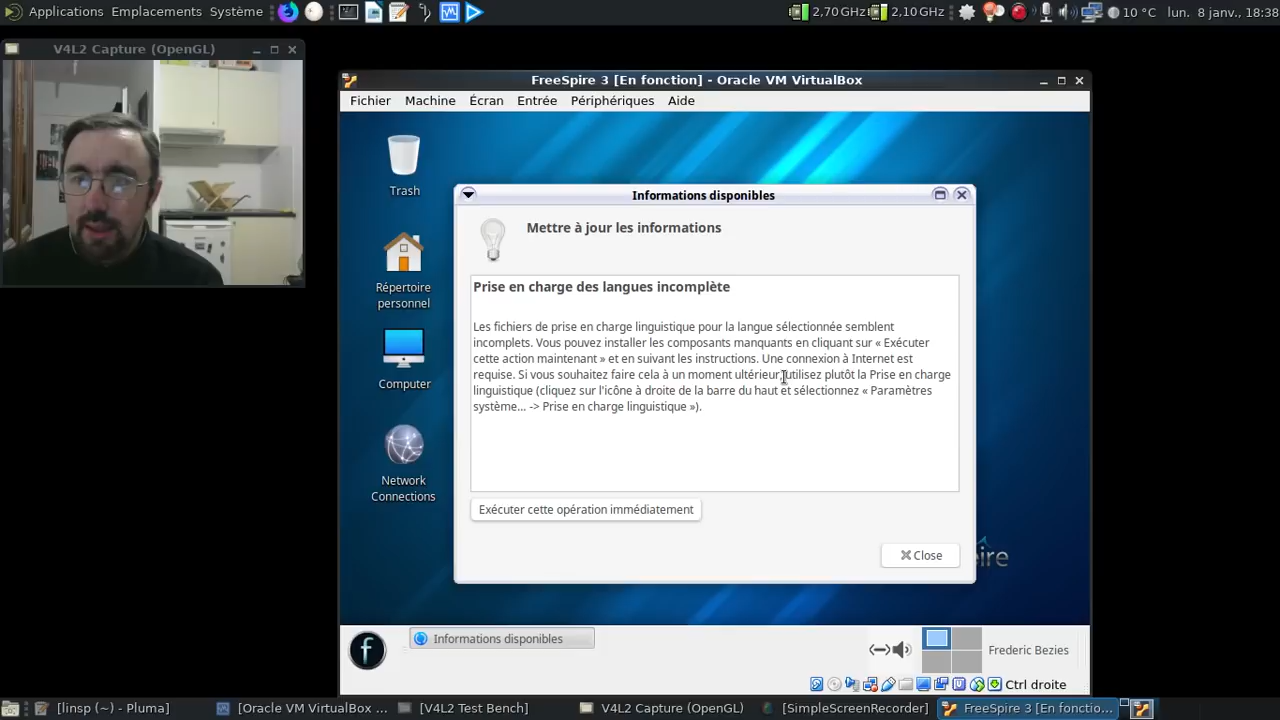 Applications Emplacements Système
2,70 GHz 2,10 GHz 10 °C lun. 8 janv., 18:38
V4L2 Capture (OpenGL)
FreeSpire 3 [En fonction] - Oracle VM VirtualBox
Fichier Machine Écran Entrée Périphériques Aide
Trash
Répertoire
personnel
Computer
Network
Connections
Informations disponibles
Mettre à jour les informations
Prise en charge des langues incomplète
Les fichiers de prise en charge linguistique pour la langue sélectionnée semblent
incomplets. Vous pouvez installer les composants manquants en cliquant sur « Exécuter
cette action maintenant » et en suivant les instructions. Une connexion à Internet est
requise. Si vous souhaitez faire cela à un moment ultérieur, utilisez plutôt la Prise en charge
linguistique (cliquez sur l'icône à droite de la barre du haut et sélectionnez « Paramètres
système... -> Prise en charge linguistique »).
Exécuter cette opération immédiatement
Close
Informations disponibles
Frederic Bezies
Ctrl droite
[linsp (~) - Pluma]
[Oracle VM VirtualBox ...
[V4L2 Test Bench]
V4L2 Capture (OpenGL)
[SimpleScreenRecorder]
FreeSpire 3 [En fonctio...